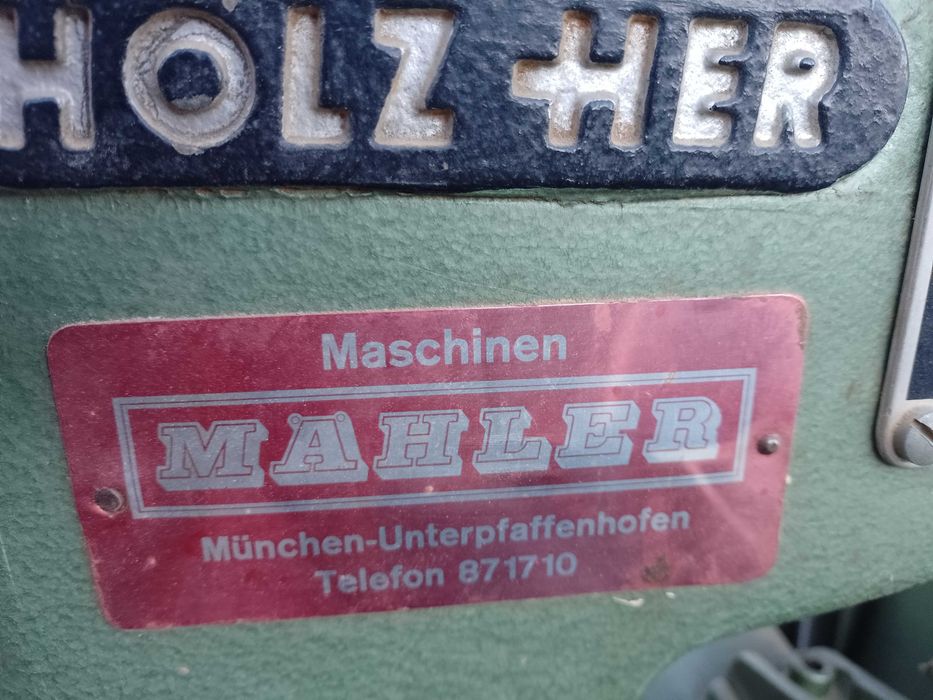 HOLZ HER
Maschinen
MÄHLER
München-Unterpfaffenhofen
Telefon 871710